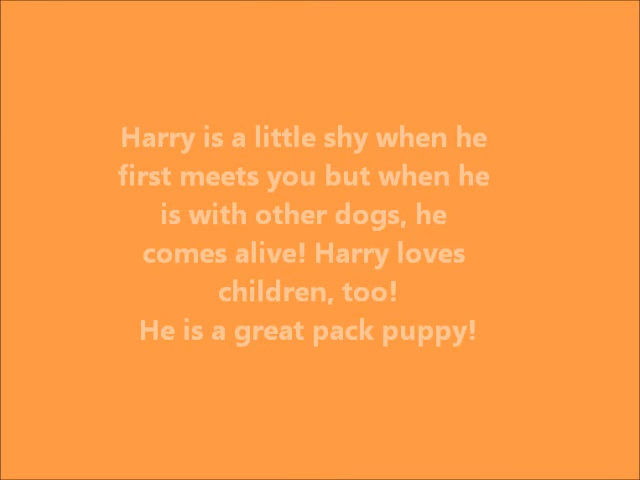 Harry is a little shy when he
first meets you but when he
is with other dogs, he
comes alive! Harry loves
children, too!
He is a great pack puppy!